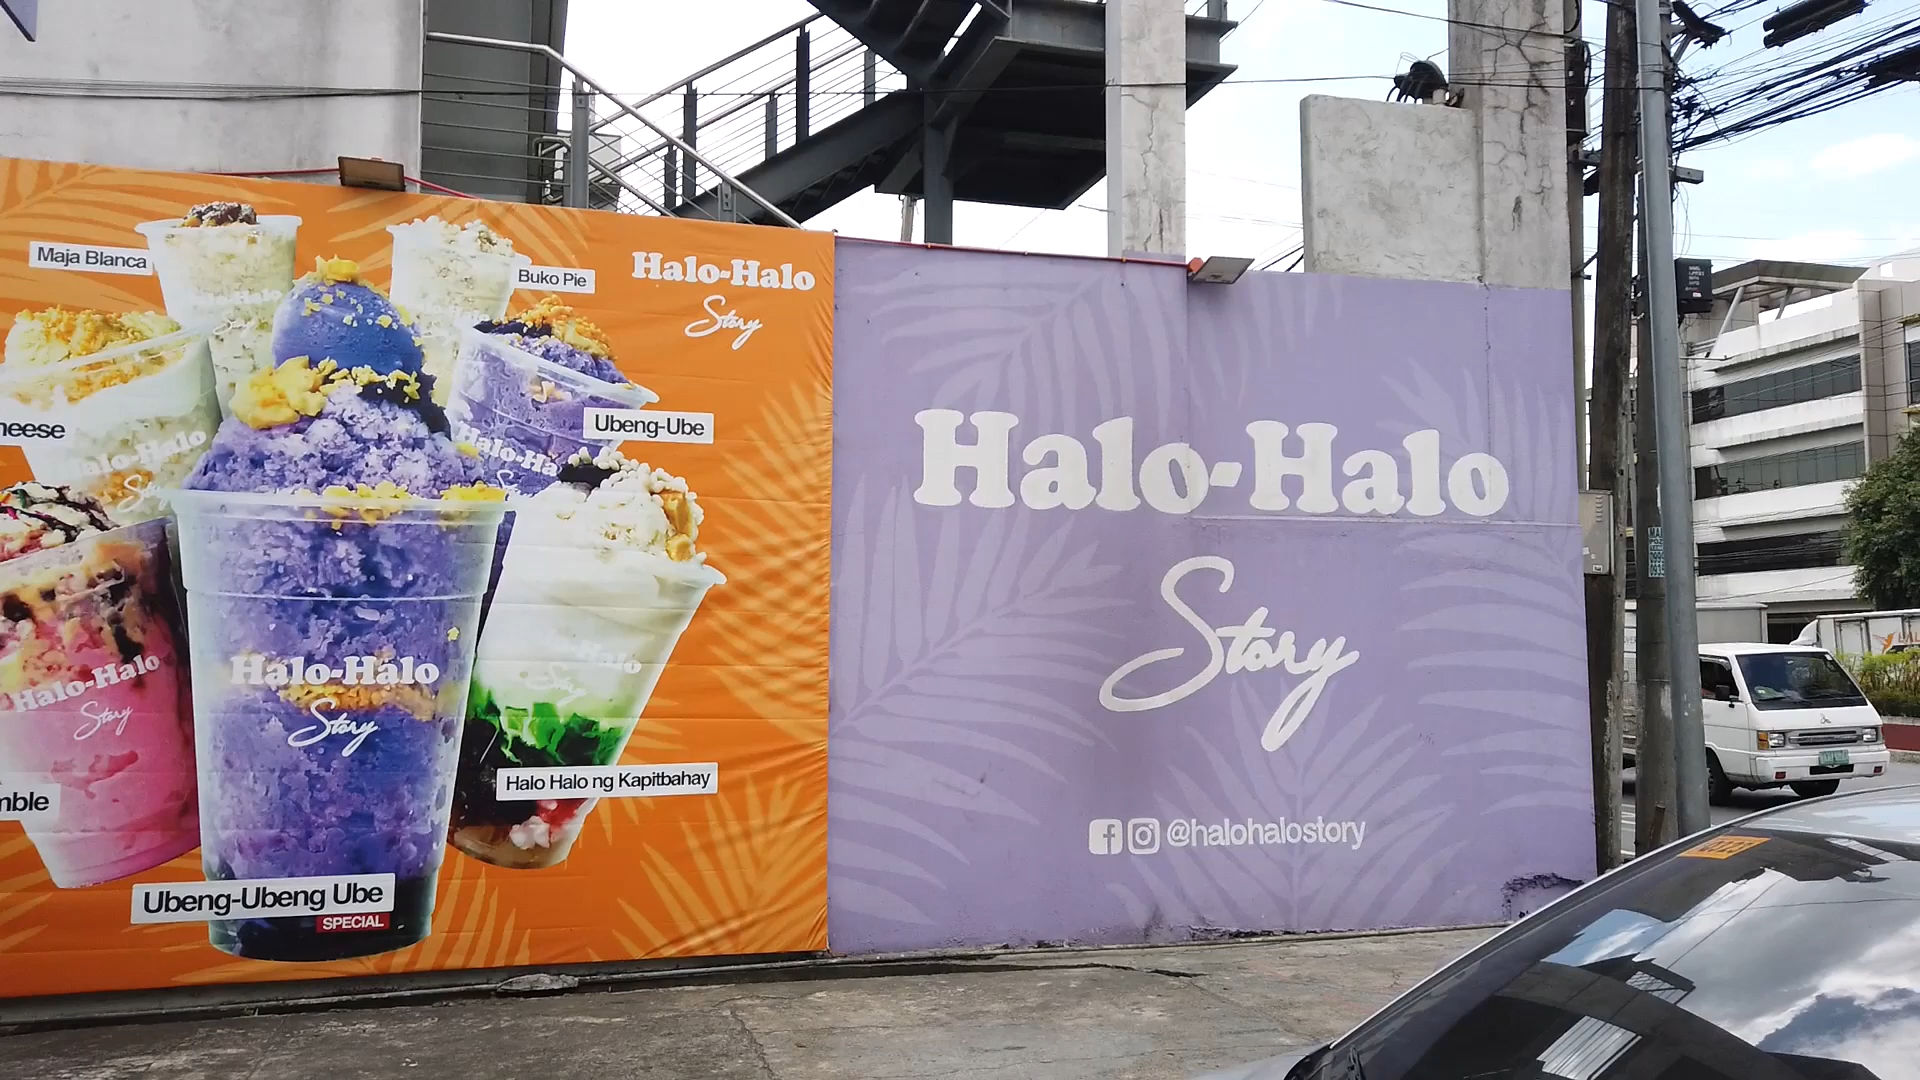 Maja Blanca
Buko Pie
Halo-Halo
Story
heese
Ubeng-Ube
Halo-Halo
Story
Halo-Halo
Story
mble
Halo Halo ng Kapitbahay
Ubeng-Ubeng Ube
SPECIAL
Halo-Halo
Story
@halohalostory